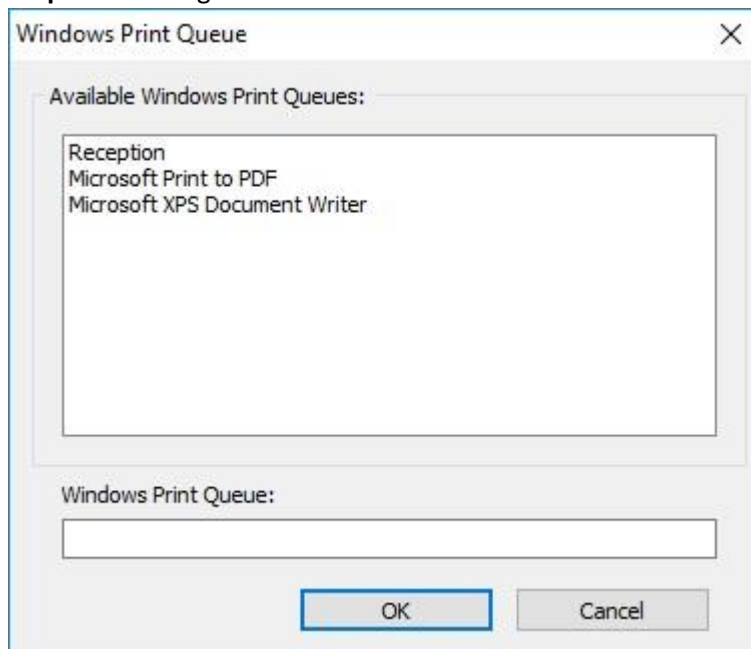 Windows Print Queue
Available Windows Print Queues:
Reception
Microsoft Print to PDF
Microsoft XPS Document Writer
Windows Print Queue:
OK
Cancel